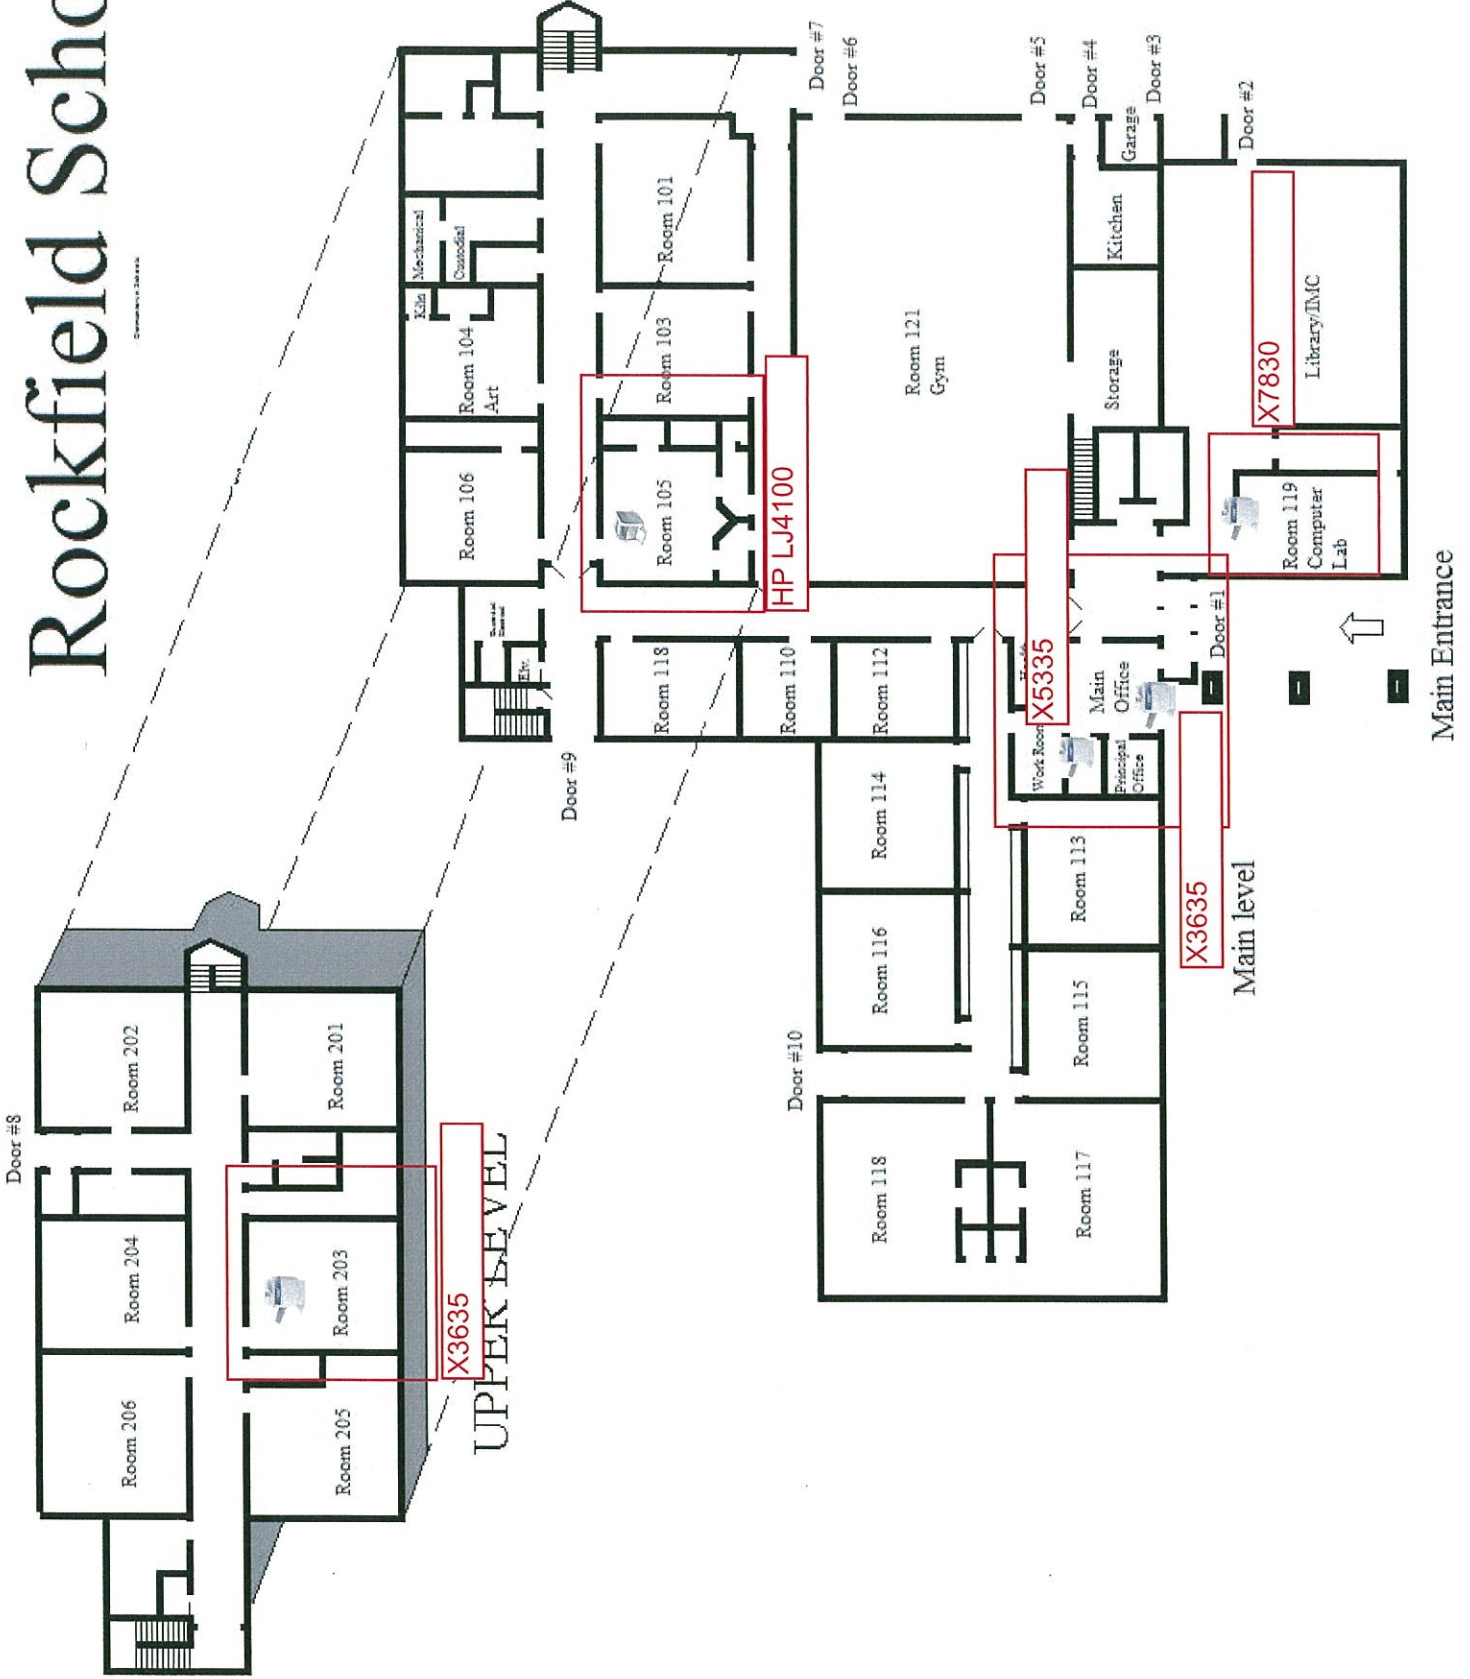 Rockfield Scho
Door #8
Room 206
Room 204
Room 202
Room 205
Room 203
Room 201
X3635
UPPER LEVEL
Door #9
Elv.
Room 106
Room 104
Art
Kiln
Mechanical
Custodial
Room 105
Room 103
Room 101
HP LJ4100
Door #7
Door #6
Room 118
Room 110
Room 112
Room 121
Gym
Door #5
Door #4
Door #3
Garage
Door #2
Kitchen
Storage
Door #10
Room 118
Room 116
Room 114
Room 117
Room 115
Room 113
Work Room
X5335
Main
Office
Principal
Office
Door #1
X3635
Main level
X7830
Library/IMC
Room 119
Computer
Lab
Main Entrance